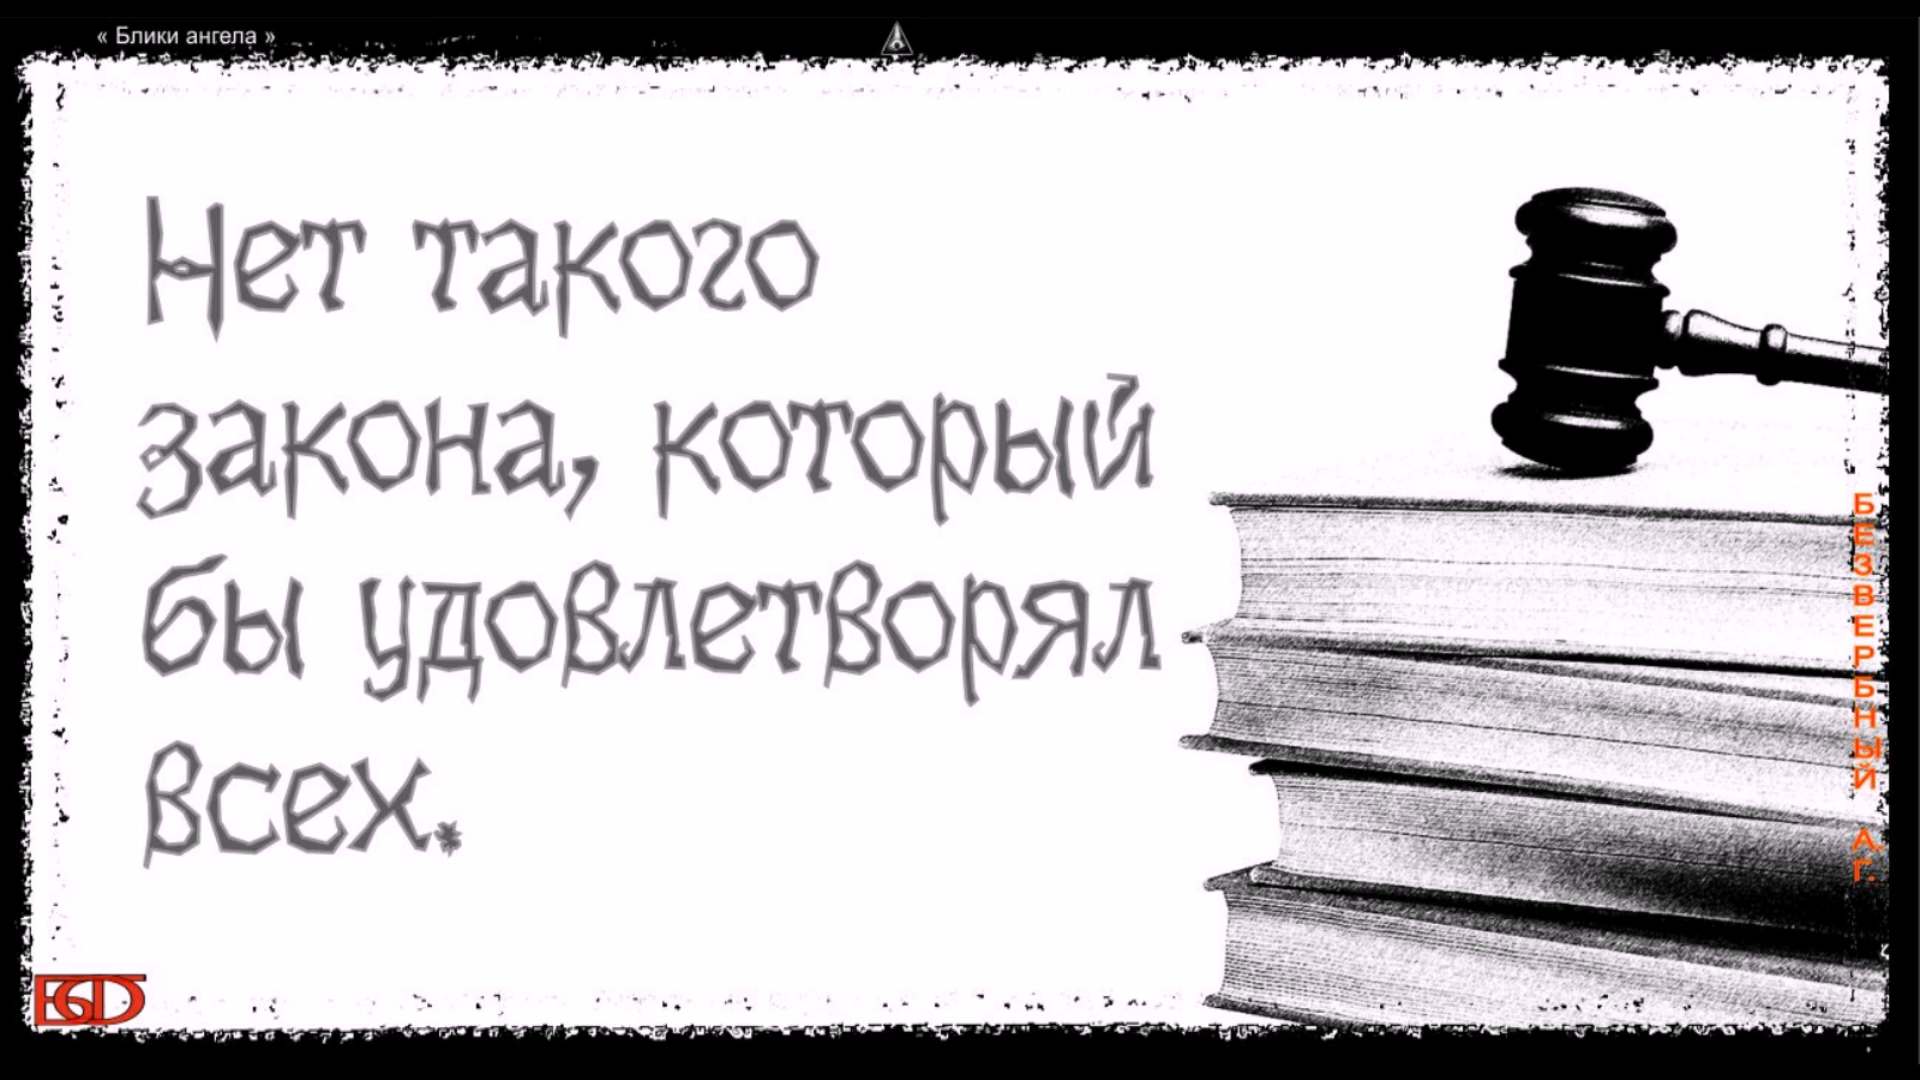 « Блики ангела »
Нет такого
закона, который
бы удовлетворял
всех.
БЕЗВЕРБНЫЙ А.Г.